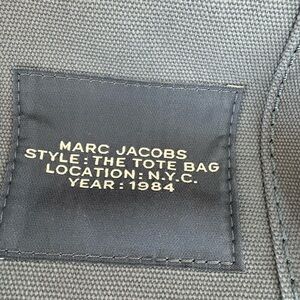 MARC JACOBS
STYLE: THE TOTE BAG
LOCATION: N.Y.C.
YEAR: 1984